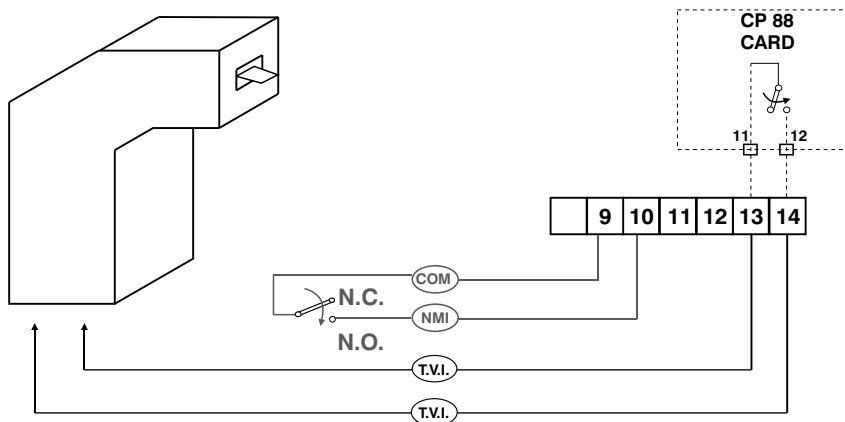 CP 88
CARD
11 12
9 10 11 12 13 14
COM
N.C.
NMI
N.O.
T.V.I.
T.V.I.